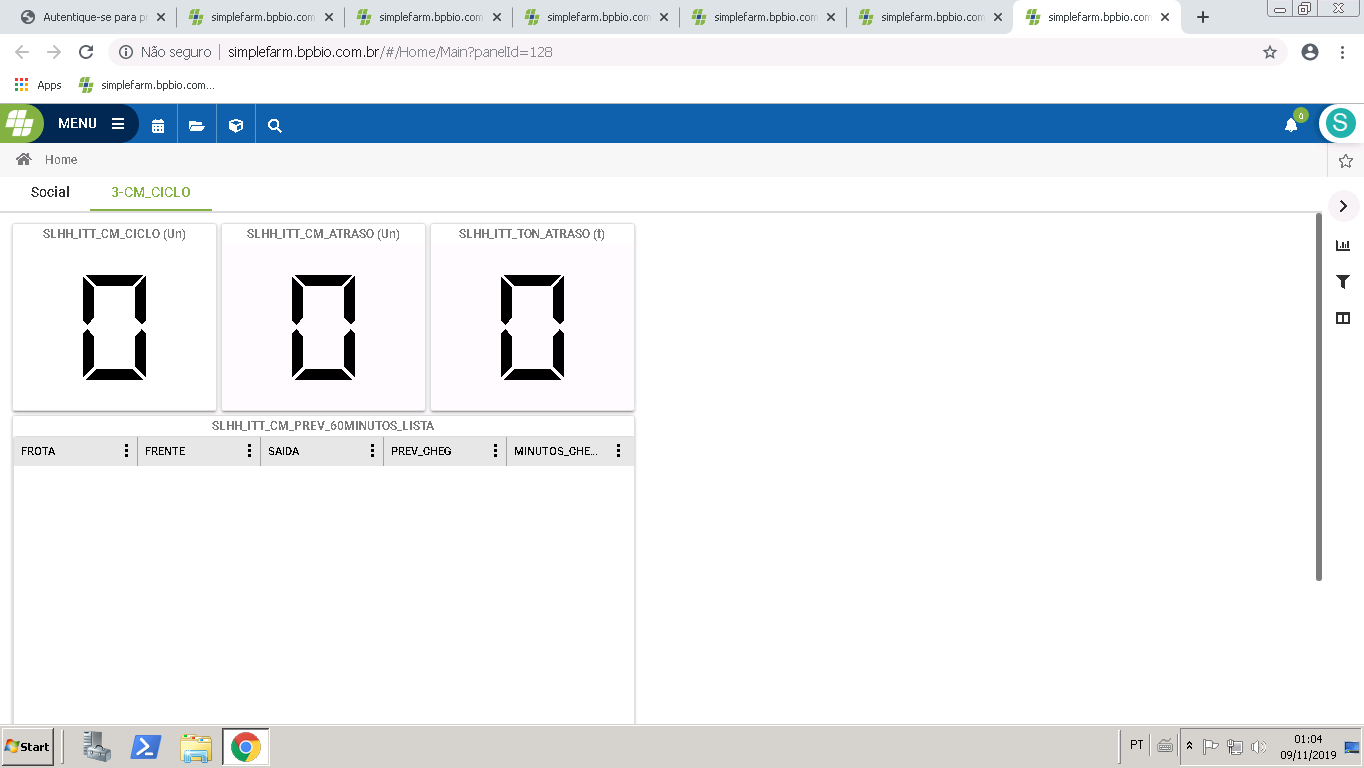 Autentique-se para p
simplefarm.bpbio.com
simplefarm.bpbio.com
simplefarm.bpbio.com
simplefarm.bpbio.com
simplefarm.bpbio.com
simplefarm.bpbio.com
Não seguro
simplefarm.bpbio.com.br/#/Home/Main?panelId=128
Apps
simplefarm.bpbio.com...
MENU
0
S
Home
Social
3-CM_CICLO
SLHH_ITT_CM_CICLO (Un)
SLHH_ITT_CM_ATRASO (Un)
SLHH_ITT_TON_ATRASO (t)
0
0
0
SLHH_ITT_CM_PREV_60MINUTOS_LISTA
FROTA
FRENTE
SAIDA
PREV_CHEG
MINUTOS_CHE...
Start
PT
01:04
09/11/2019